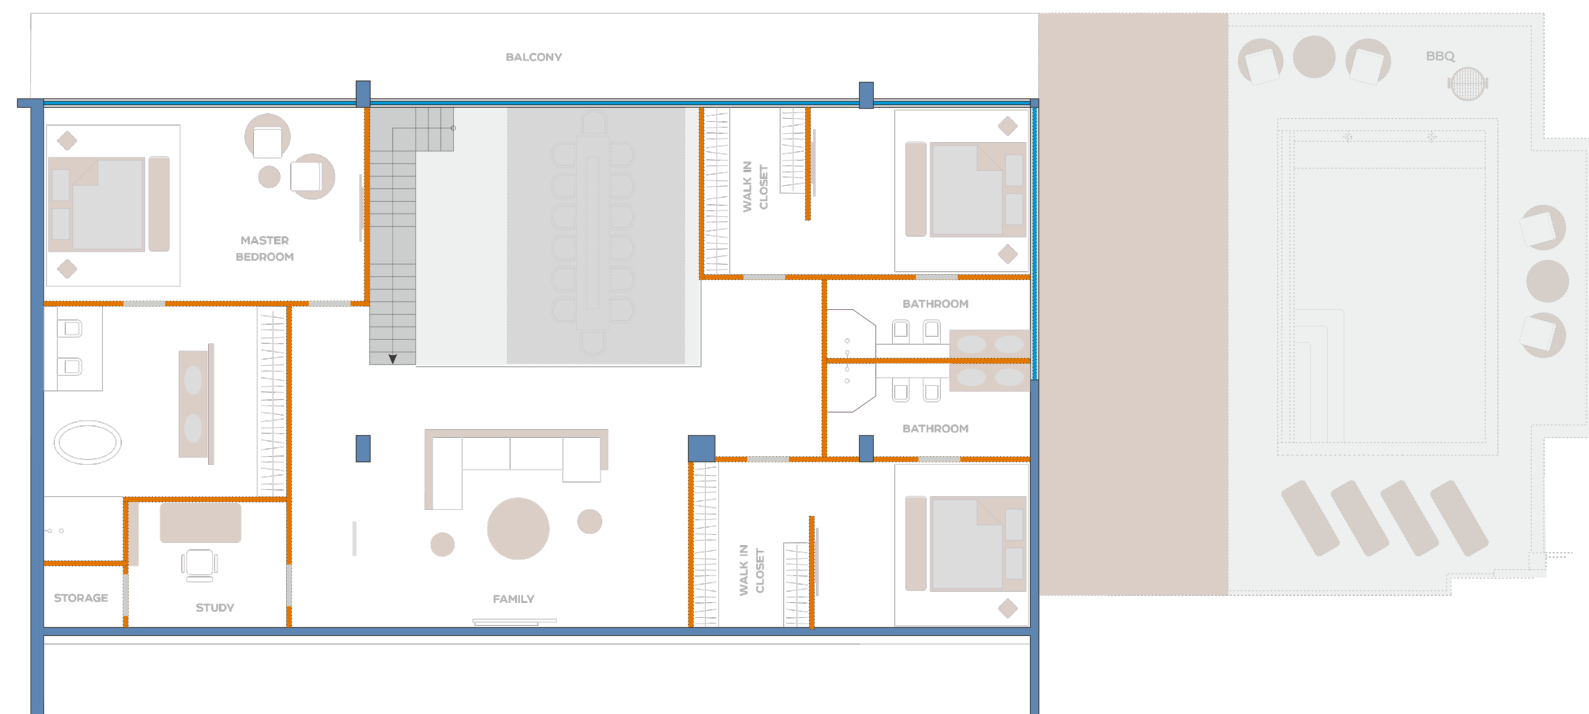 BALCONY
BBQ
WALK IN
CLOSET
MASTER
BEDROOM
BATHROOM
BATHROOM
WALK IN
CLOSET
STORAGE
STUDY
FAMILY